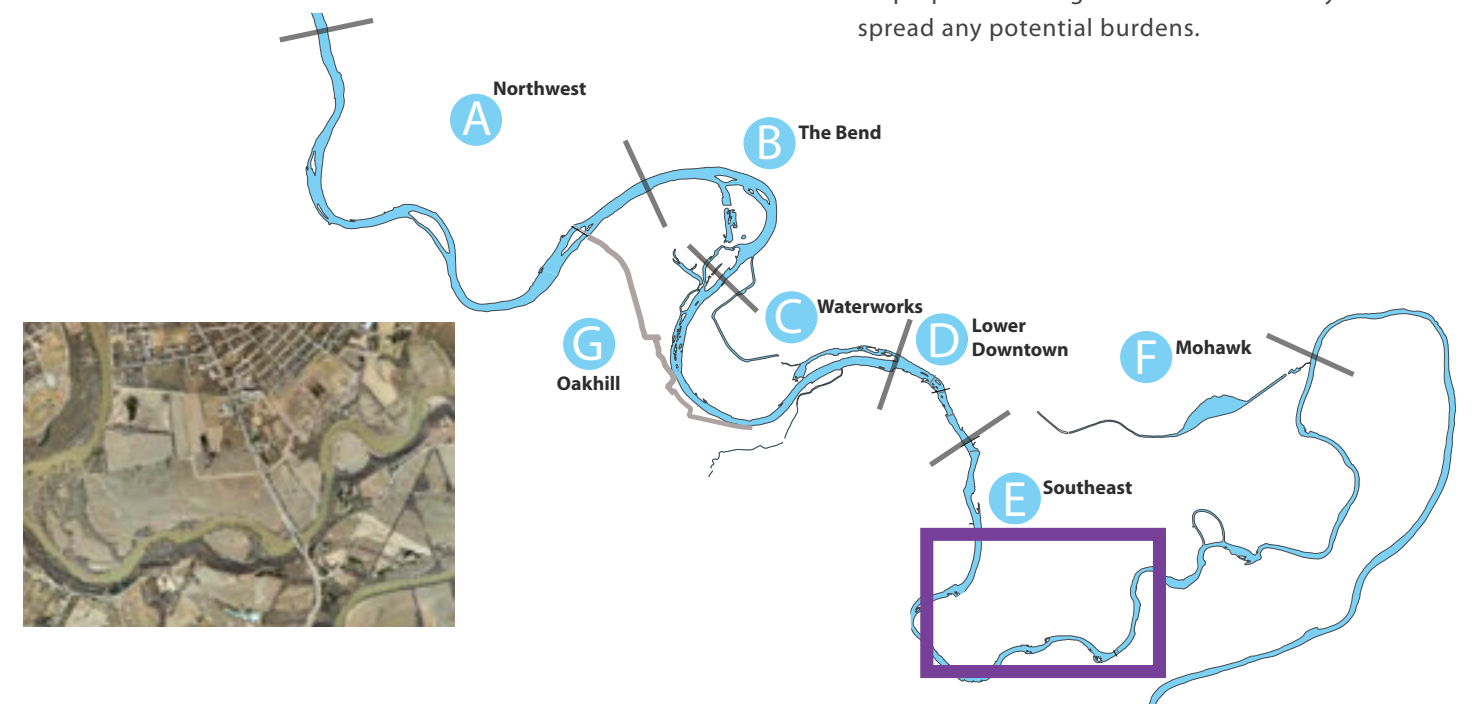 spread any potential burdens.
A
Northwest
B
The Bend
C
Waterworks
D
Lower
Downtown
F
Mohawk
G
Oakhill
E
Southeast